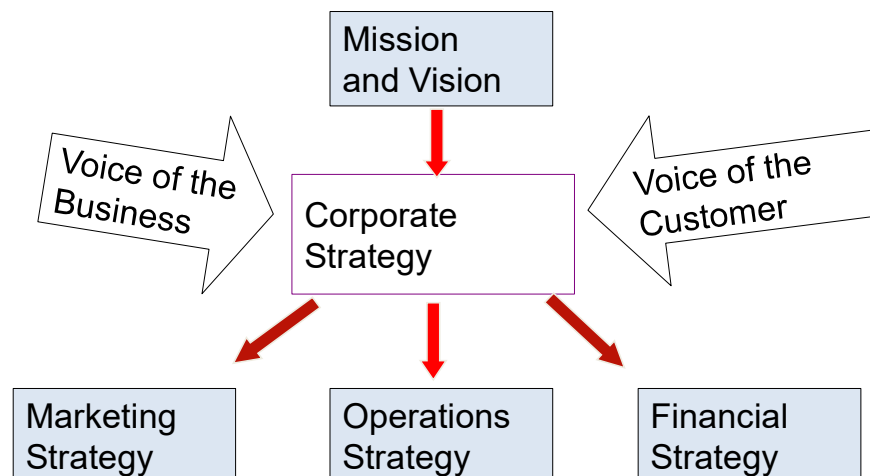 Mission
and Vision
Voice of the
Business
Voice of the
Customer
Corporate
Strategy
Marketing
Strategy
Operations
Strategy
Financial
Strategy